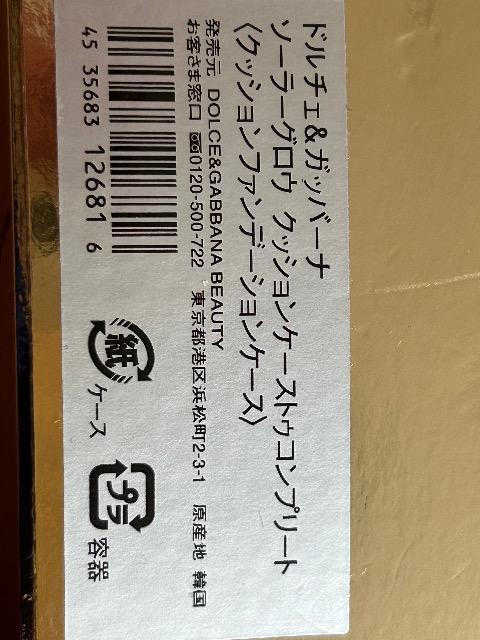 ドルチェ&ガッバーナ
ソーラーグロウ クッションケーストゥコンプリート
〈クッションファンデーションケース〉
発売元 DOLCE&GABBANA BEAUTY
お客さま窓口 ☎0120-500-722 東京都港区浜松町2-3-1 原産地 韓国
4 535683 126816
紙 ケース
プラ 容器